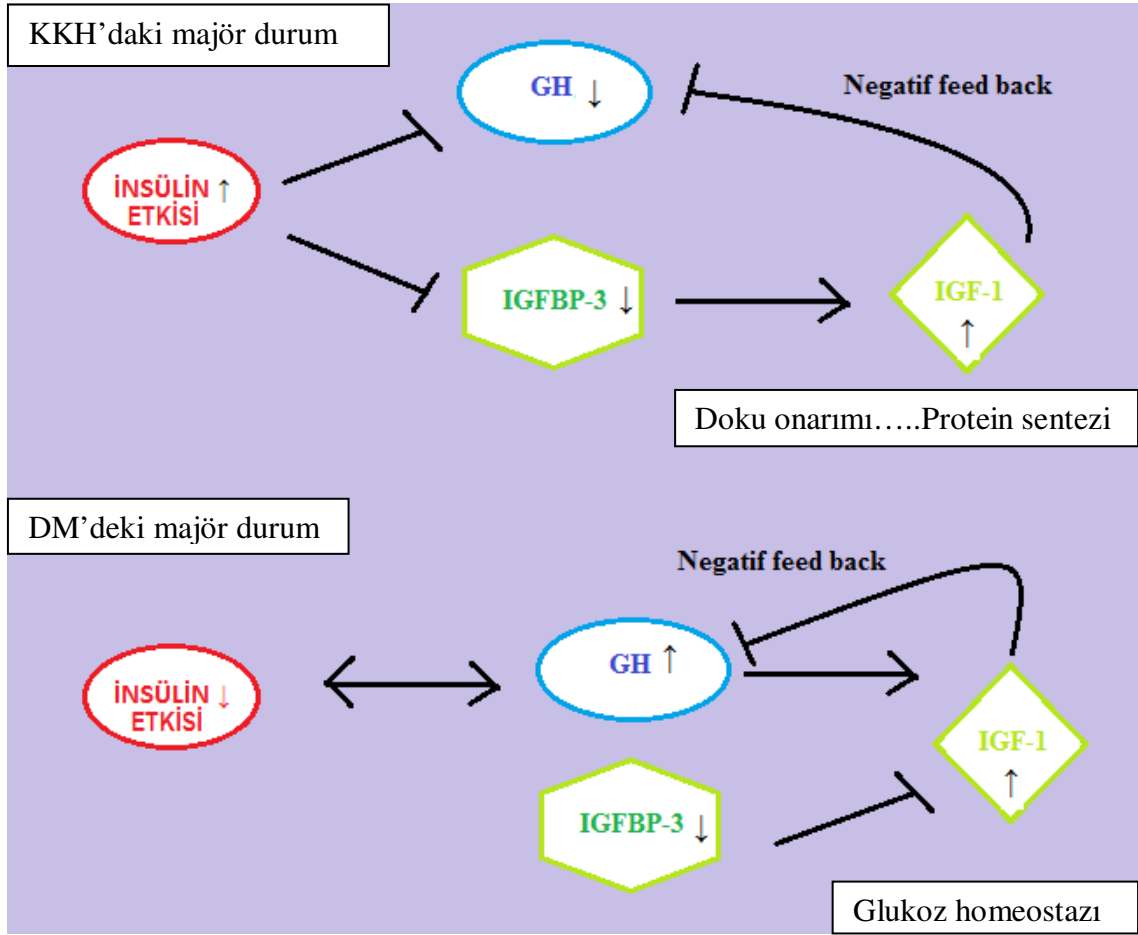 KKH’daki majör durum
GH ↓
Negatif feed back
İNSÜLİN ↑
ETKİSİ
IGFBP-3 ↓
IGF-1
↑
Doku onarımı…..Protein sentezi
DM’deki majör durum
Negatif feed back
GH ↑
İNSÜLİN ↓
ETKİSİ
IGF-1
↑
IGFBP-3 ↓
Glukoz homeostazı